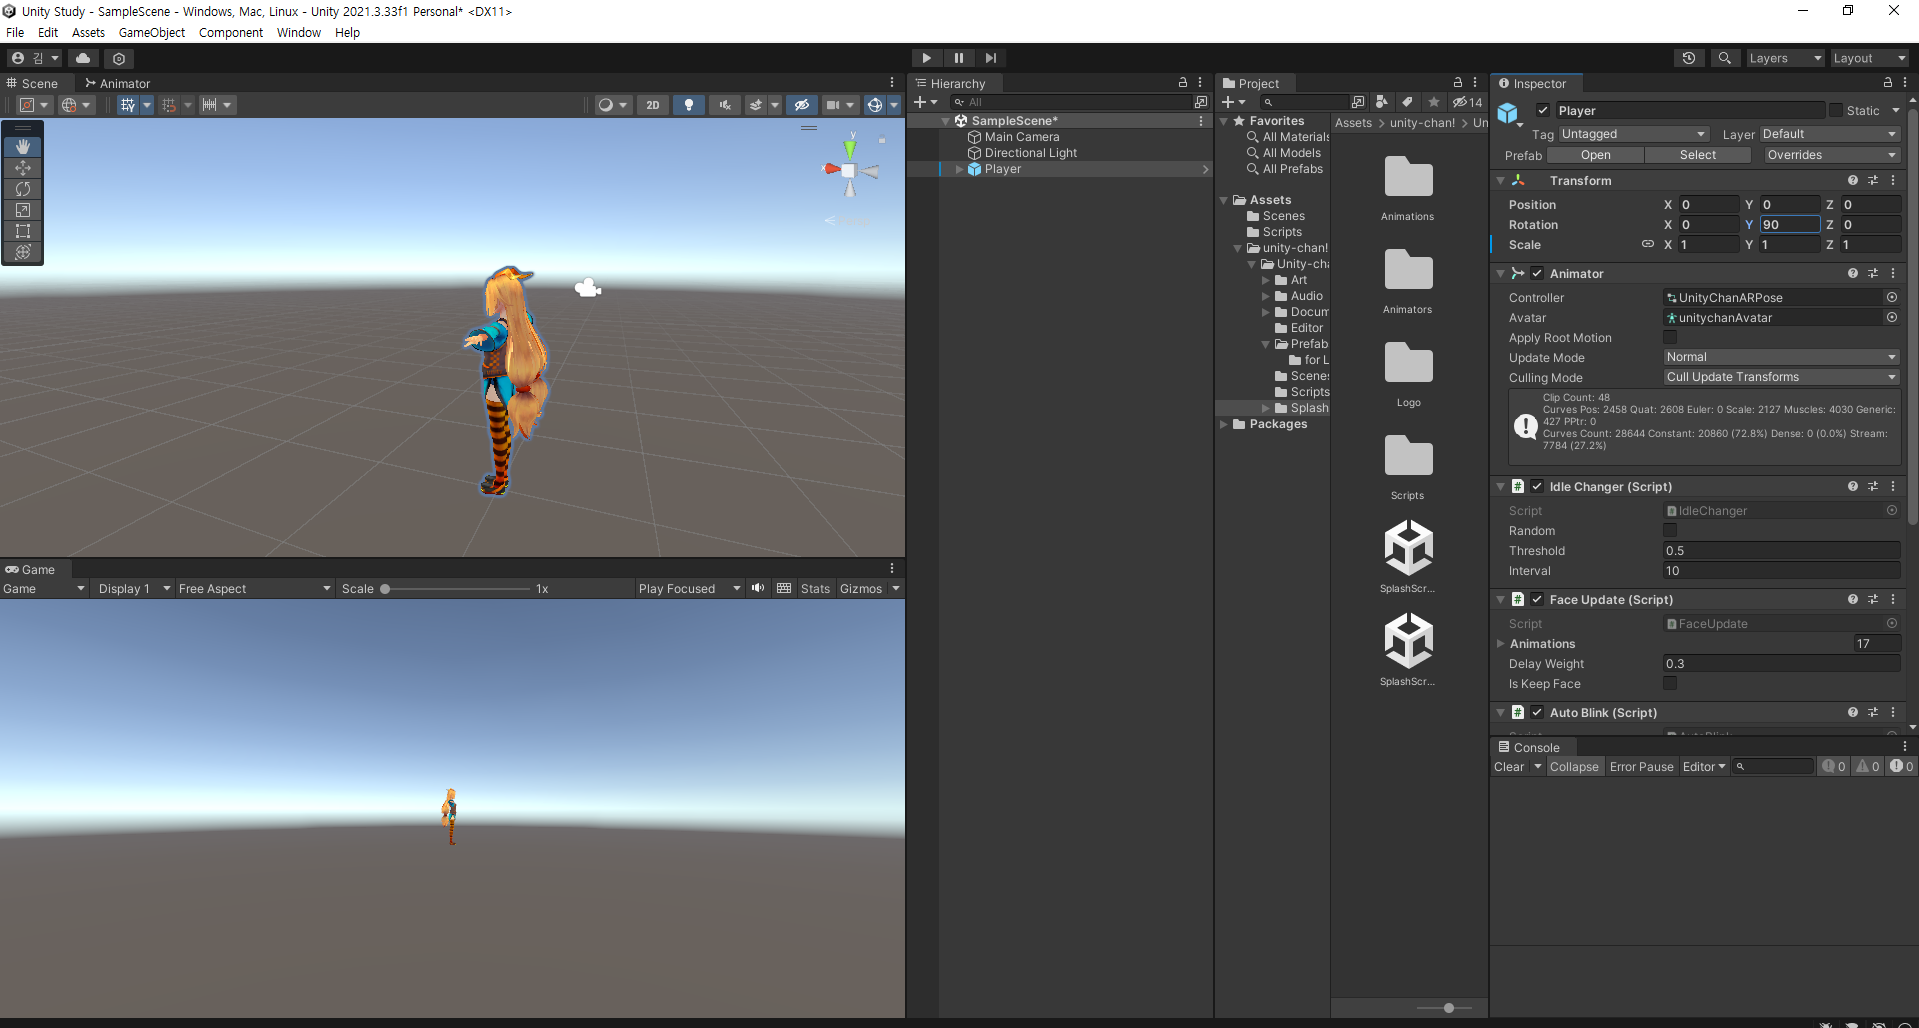 Unity Study - SampleScene - Windows, Mac, Linux - Unity 2021.3.33f1 Personal* <DX11>
File Edit Assets GameObject Component Window Help
김 Layers Layout
Scene Animator
2D
y
x
Game
Game Display 1 Free Aspect Scale 1x Play Focused Stats Gizmos
Hierarchy
All
SampleScene*
Main Camera
Directional Light
Player
Project
14
Favorites
All Materials
All Models
All Prefabs
Assets
Scenes
Scripts
unity-chan!
Unity-cha
Art
Audio
Docum
Editor
Prefab
for L
Scenes
Scripts
Splash
Packages
Assets > unity-chan! > Un
Animations
Animators
Logo
Scripts
SplashScr...
SplashScr...
Inspector
Player Static
Tag Untagged Layer Default
Prefab Open Select Overrides
Transform
Position X 0 Y 0 Z 0
Rotation X 0 Y 90 Z 0
Scale X 1 Y 1 Z 1
Animator
Controller UnityChanARPose
Avatar unitychanAvatar
Apply Root Motion
Update Mode Normal
Culling Mode Cull Update Transforms
Clip Count: 48
Curves Pos: 2458 Quat: 2608 Euler: 0 Scale: 2127 Muscles: 4030 Generic:
427 PPtr: 0
Curves Count: 28644 Constant: 20860 (72.8%) Dense: 0 (0.0%) Stream:
7784 (27.2%)
Idle Changer (Script)
Script IdleChanger
Random
Threshold 0.5
Interval 10
Face Update (Script)
Script FaceUpdate
Animations 17
Delay Weight 0.3
Is Keep Face
Auto Blink (Script)
Console
Clear Collapse Error Pause Editor 0 0 0